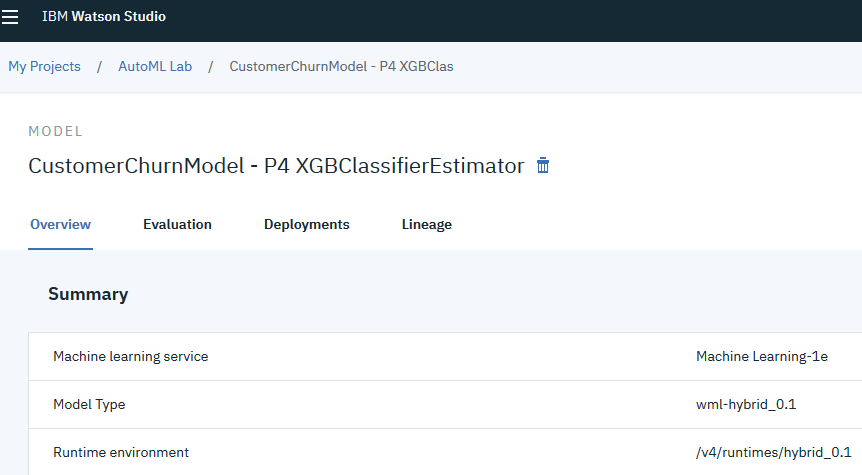 IBM Watson Studio
My Projects / AutoML Lab / CustomerChurnModel - P4 XGBClas
MODEL
CustomerChurnModel - P4 XGBClassifierEstimator
Overview Evaluation Deployments Lineage
Summary
Machine learning service Machine Learning-1e
Model Type wml-hybrid_0.1
Runtime environment /v4/runtimes/hybrid_0.1